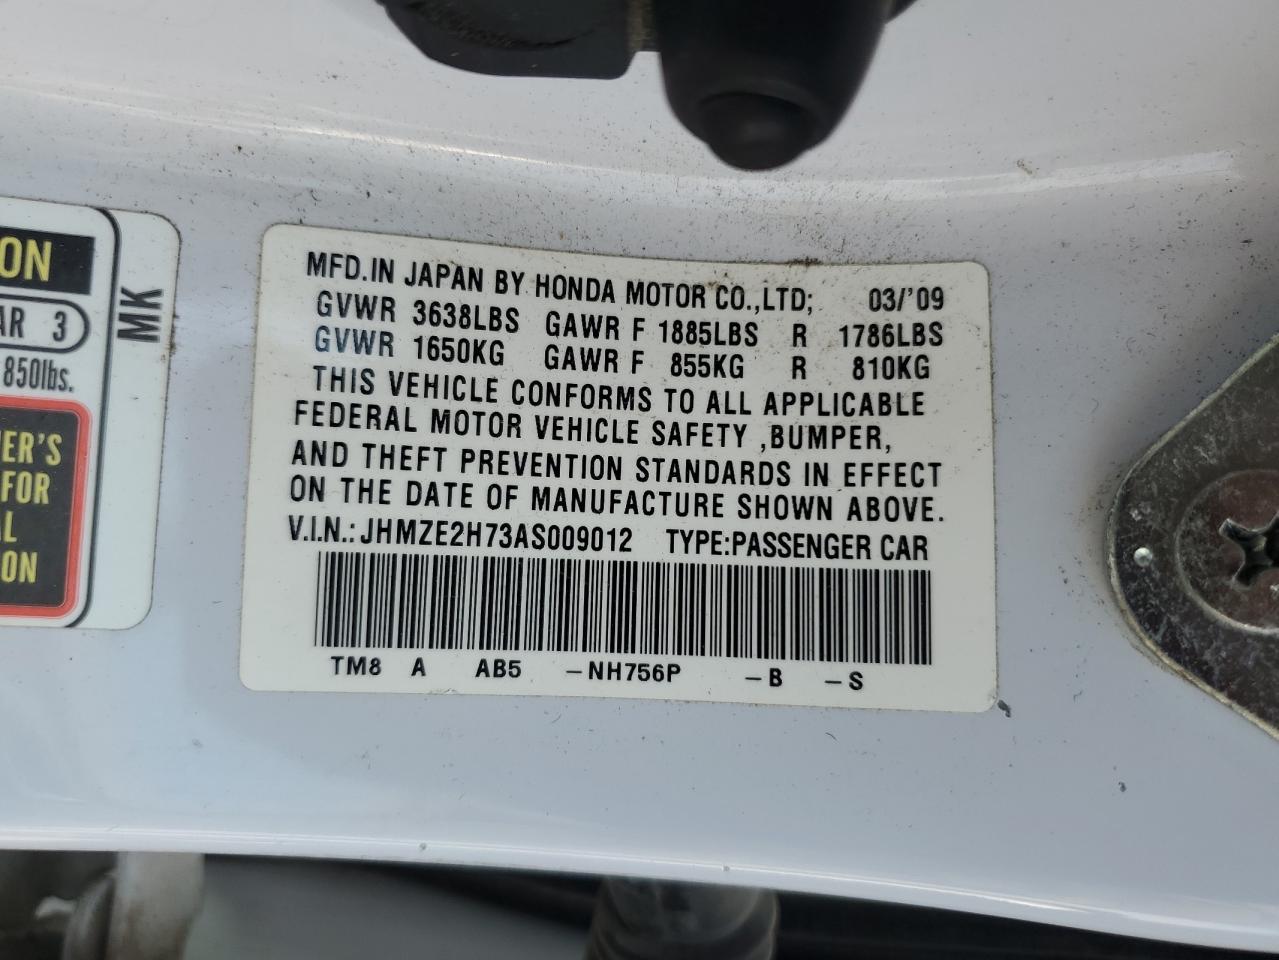 ON
AR 3
850lbs.
ER'S
FOR
AL
ON
MK
MFD.IN JAPAN BY HONDA MOTOR CO.,LTD; 03/'09
GVWR 3638LBS GAWR F 1885LBS R 1786LBS
GVWR 1650KG GAWR F 855KG R 810KG
THIS VEHICLE CONFORMS TO ALL APPLICABLE
FEDERAL MOTOR VEHICLE SAFETY ,BUMPER,
AND THEFT PREVENTION STANDARDS IN EFFECT
ON THE DATE OF MANUFACTURE SHOWN ABOVE.
V.I.N.: JHMZE2H73AS009012 TYPE:PASSENGER CAR
TM8 A AB5 -NH756P -B -S